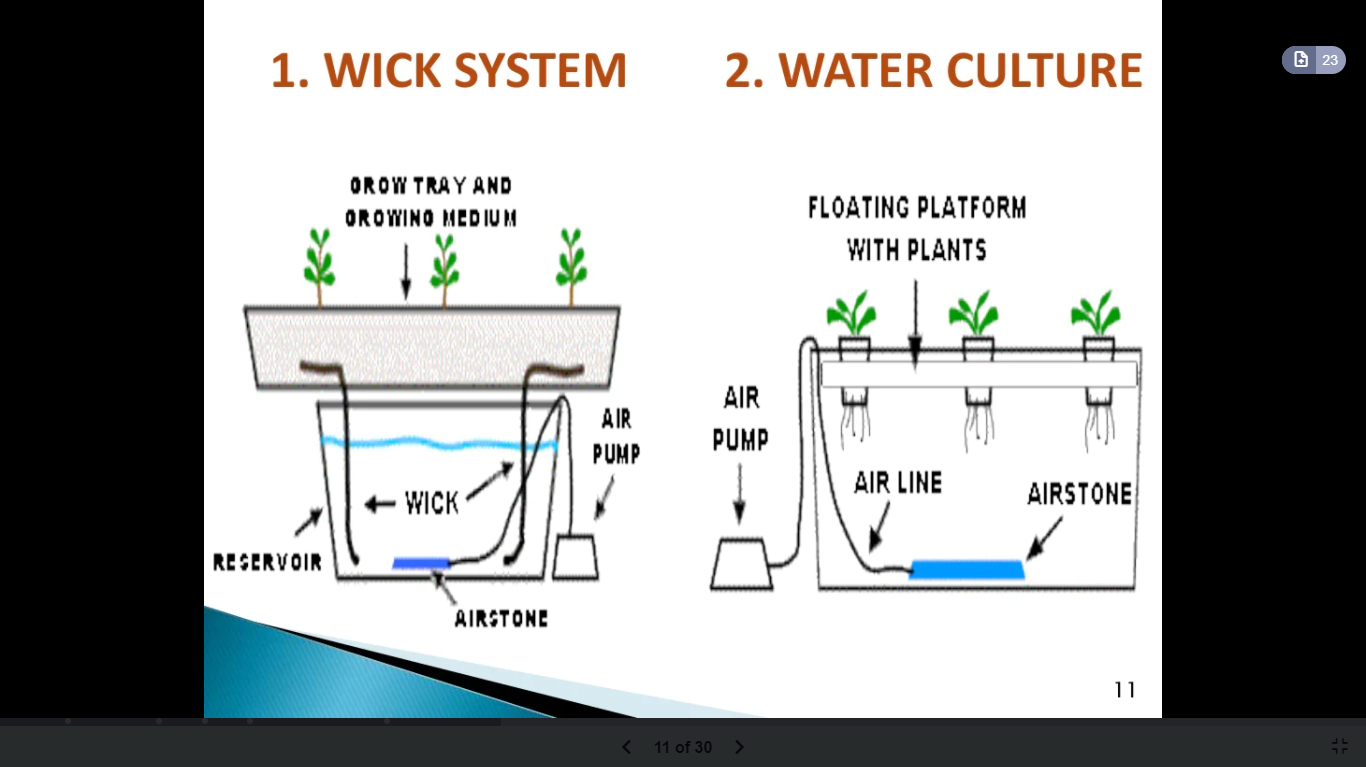 1. WICK SYSTEM
2. WATER CULTURE
23
GROW TRAY AND
GROWING MEDIUM
AIR
PUMP
WICK
RESERVOIR
AIRSTONE
FLOATING PLATFORM
WITH PLANTS
AIR
PUMP
AIR LINE
AIRSTONE
11
11 of 30